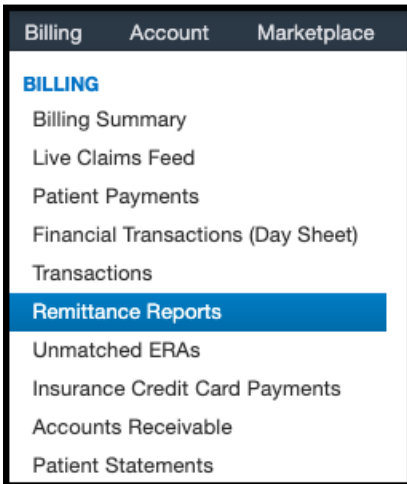 Billing Account Marketplace
BILLING
Billing Summary
Live Claims Feed
Patient Payments
Financial Transactions (Day Sheet)
Transactions
Remittance Reports
Unmatched ERAs
Insurance Credit Card Payments
Accounts Receivable
Patient Statements